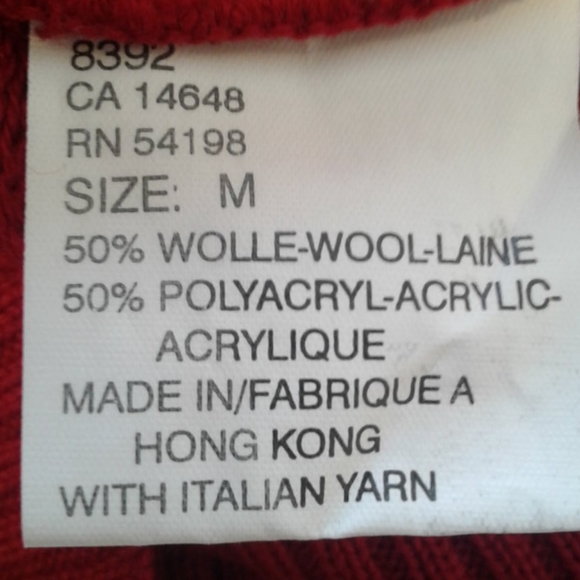 8392
CA 14648
RN 54198
SIZE: M
50% WOLLE-WOOL-LAINE
50% POLYACRYL-ACRYLIC-
ACRYLIQUE
MADE IN/FABRIQUE A
HONG KONG
WITH ITALIAN YARN